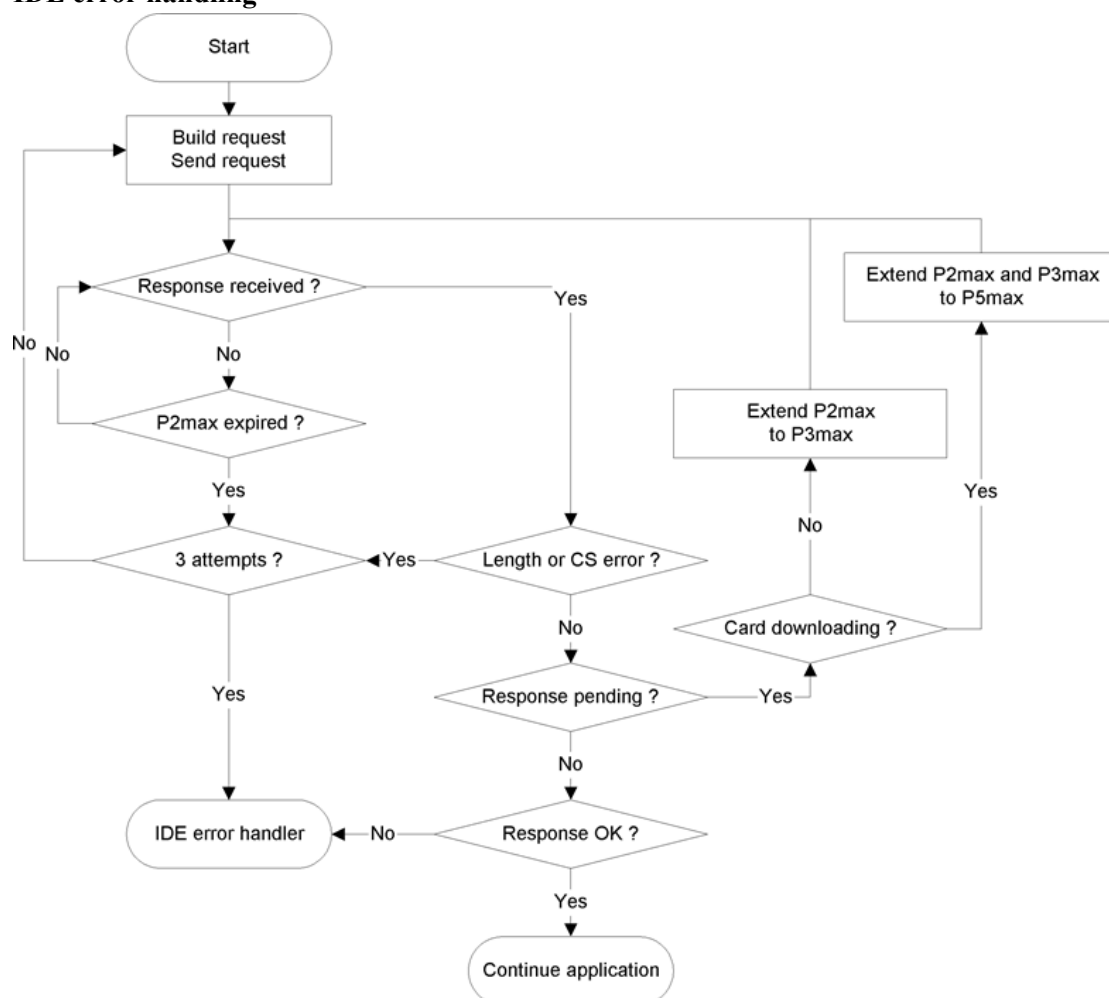 IDE error handling
Start
Build request
Send request
Response received ?
Yes
Extend P2max and P3max
to P5max
No
No
No
P2max expired ?
Extend P2max
to P3max
Yes
Yes
No
3 attempts ?
Yes
Length or CS error ?
No
Card downloading ?
Yes
Response pending ?
Yes
No
IDE error handler
No
Response OK ?
Yes
Continue application